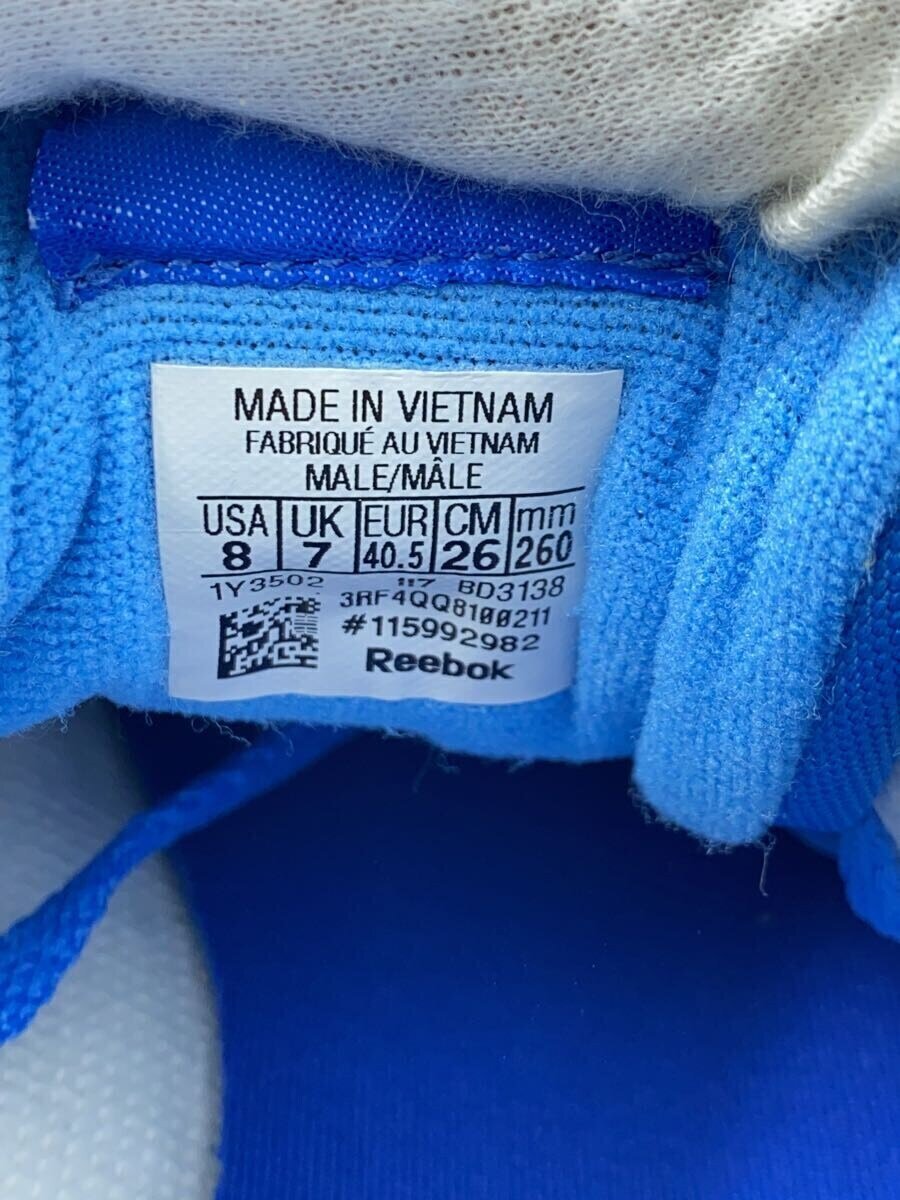 MADE IN VIETNAM
FABRIQUÉ AU VIETNAM
MALE/MÂLE
USA UK EUR CM mm
8 7 40.5 26 260
1Y3502 117 BD3138
3RF4QQ8100211
#115992982
Reebok